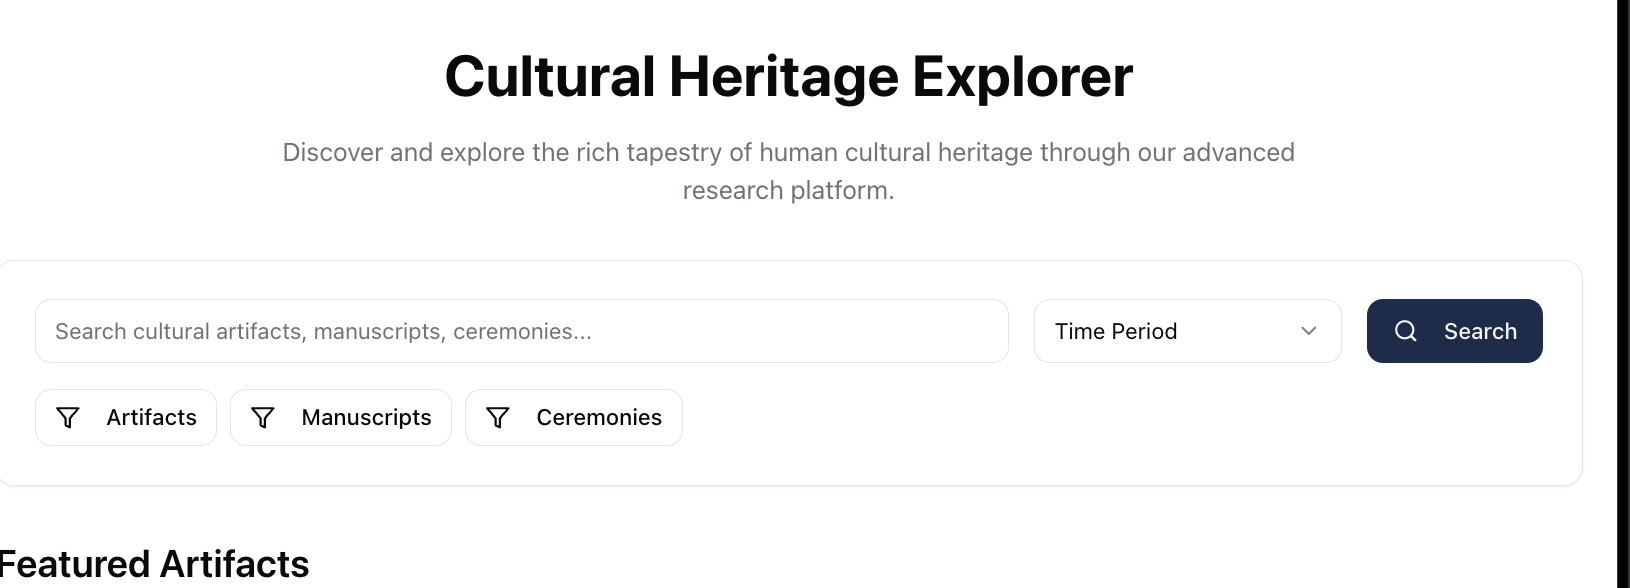 Cultural Heritage Explorer
Discover and explore the rich tapestry of human cultural heritage through our advanced
research platform.
Search cultural artifacts, manuscripts, ceremonies...
Time Period
Search
Artifacts
Manuscripts
Ceremonies
Featured Artifacts